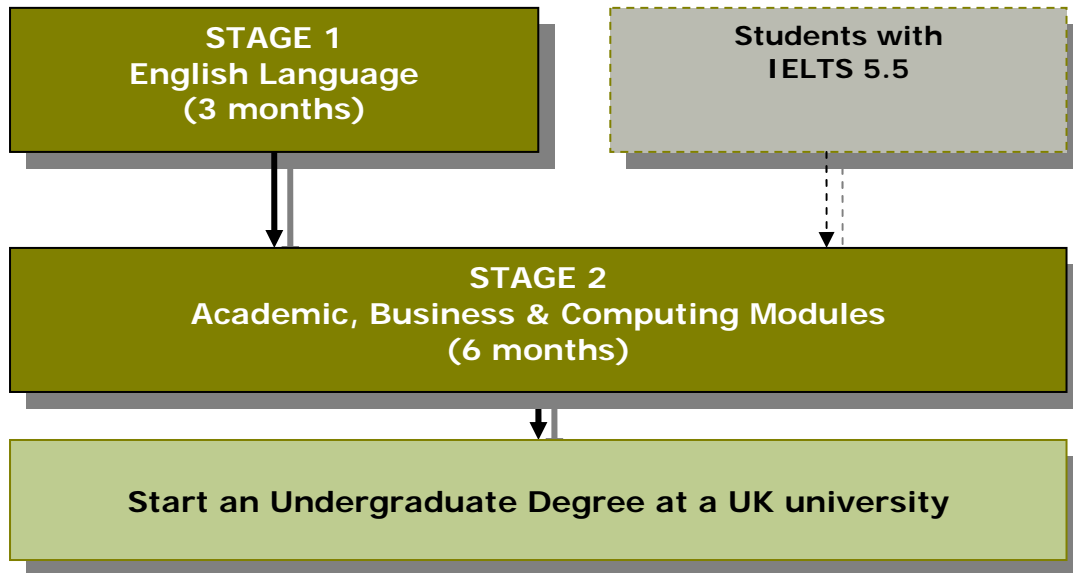 STAGE 1
English Language
(3 months)
Students with
IELTS 5.5
STAGE 2
Academic, Business & Computing Modules
(6 months)
Start an Undergraduate Degree at a UK university